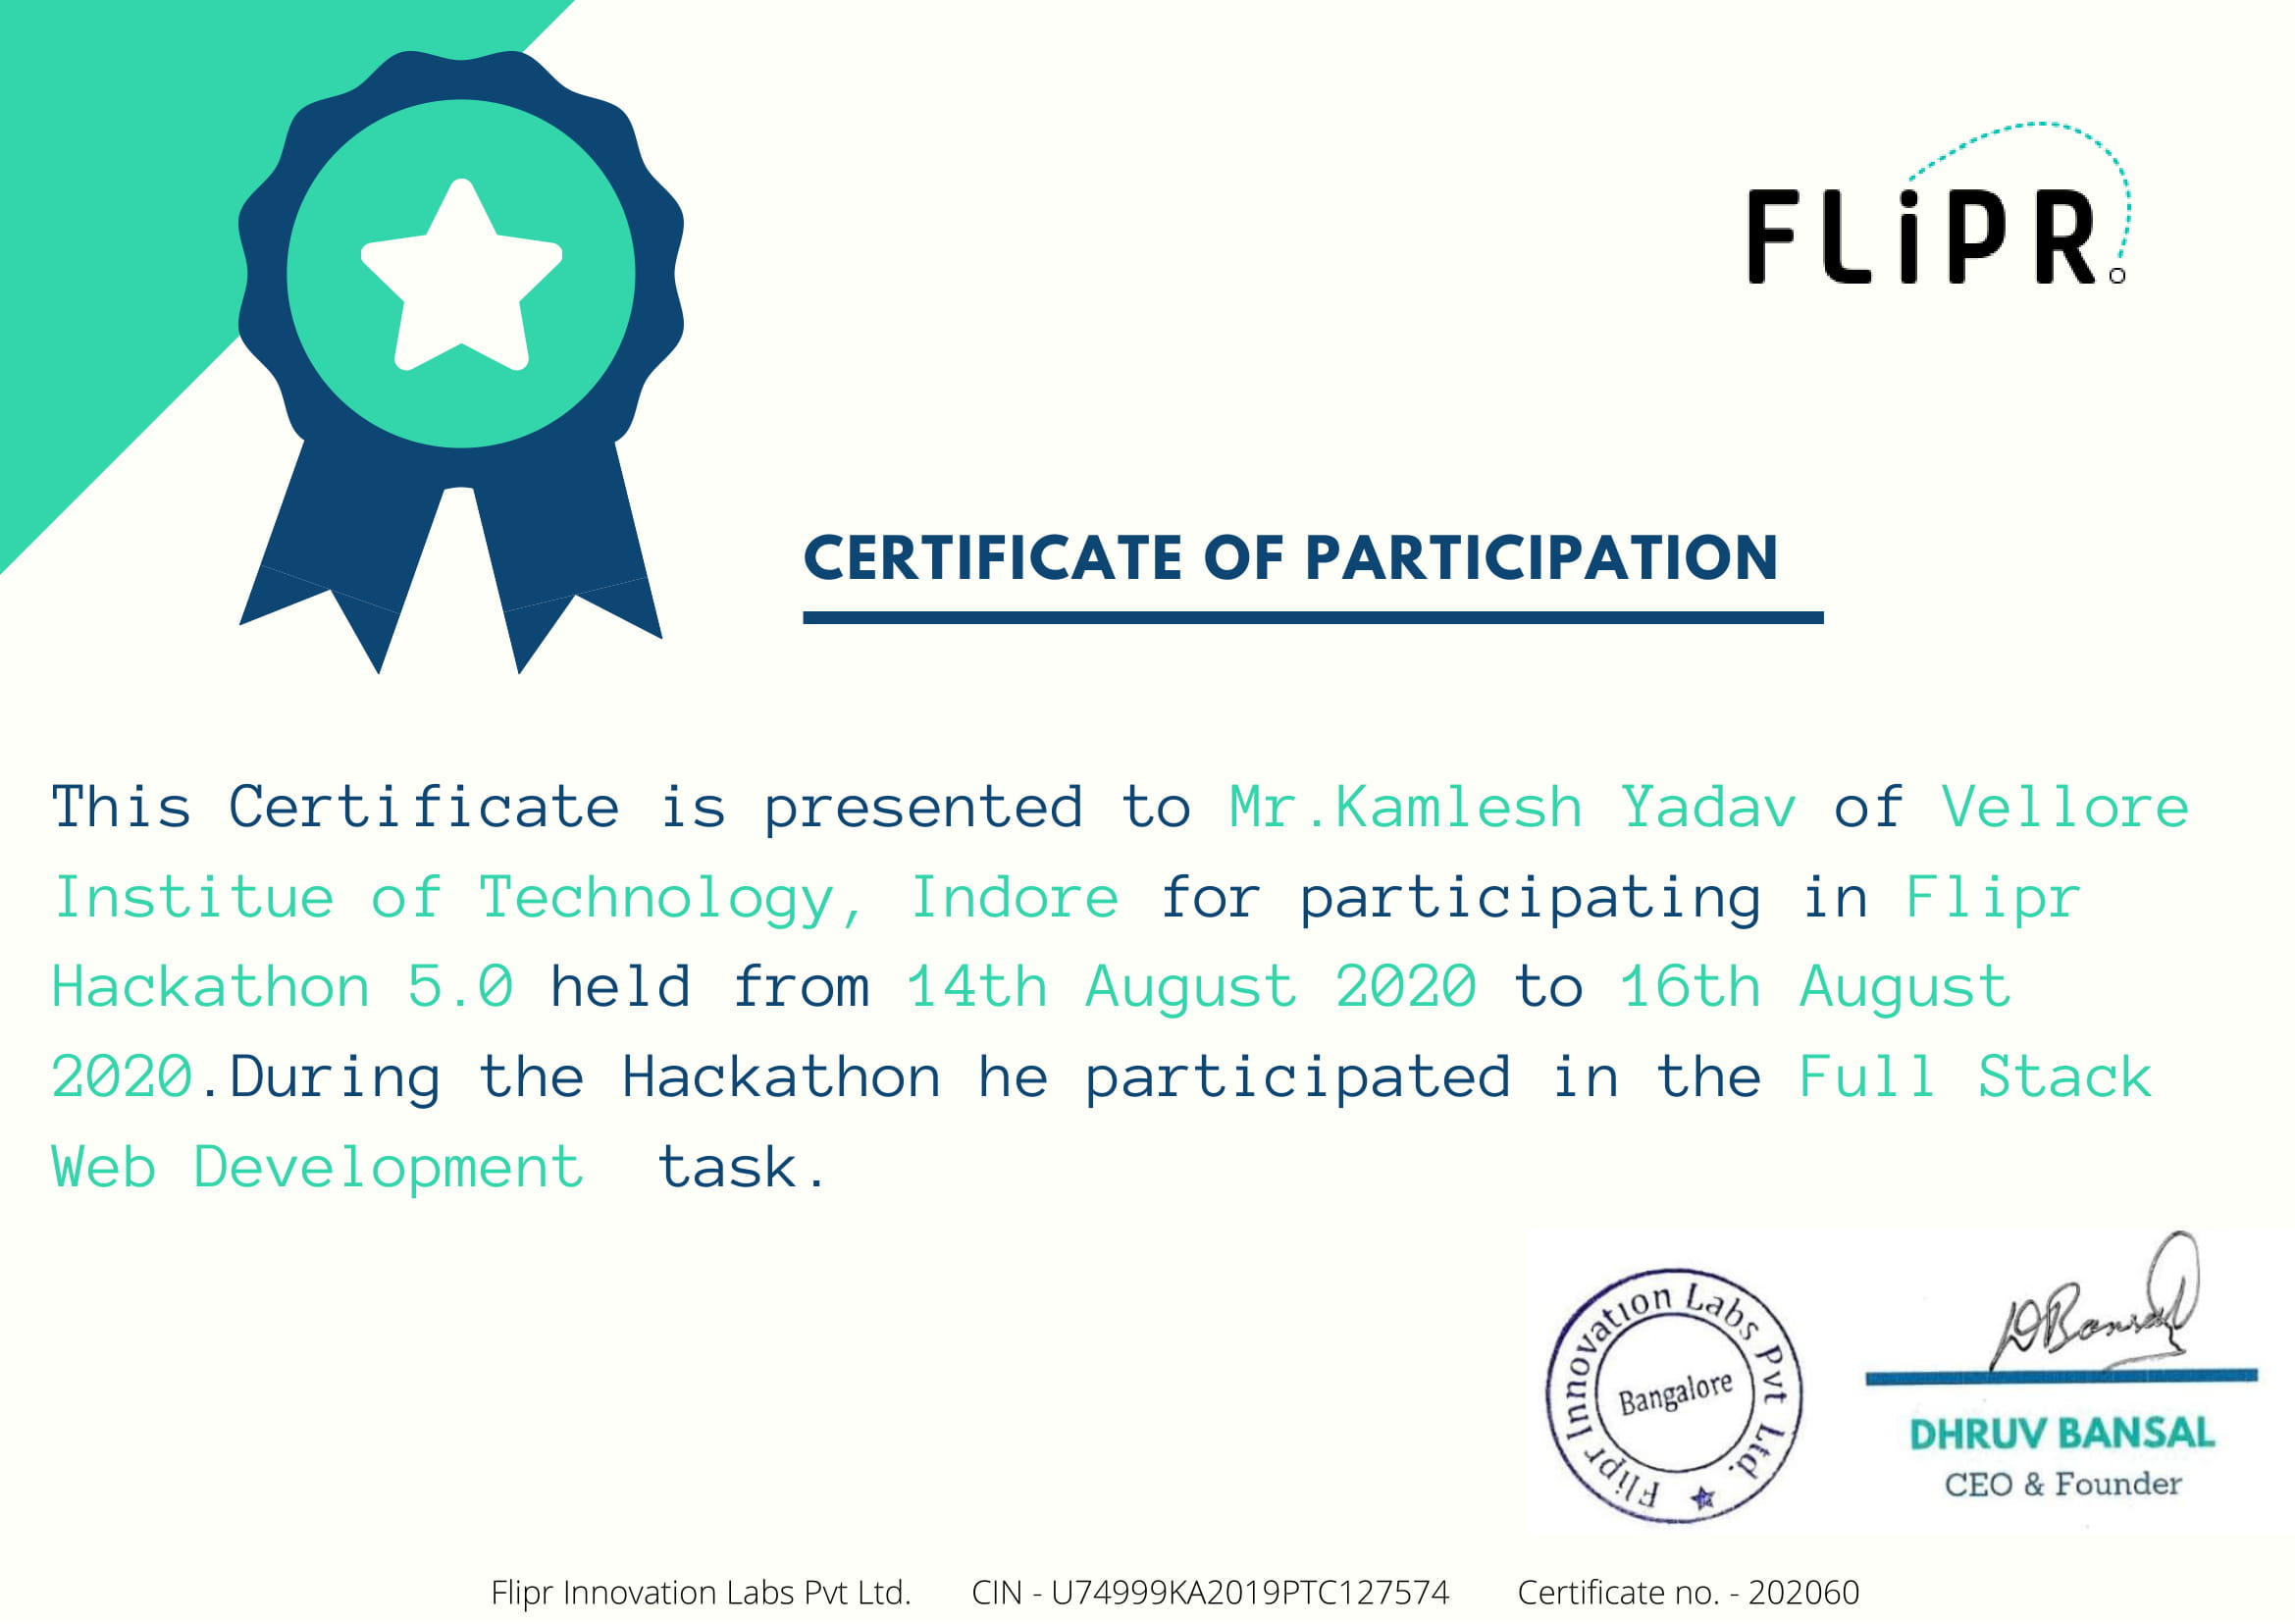 FLiPR
CERTIFICATE OF PARTICIPATION
This Certificate is presented to Mr.Kamlesh Yadav of Vellore
Institue of Technology, Indore for participating in Flipr
Hackathon 5.0 held from 14th August 2020 to 16th August
2020.During the Hackathon he participated in the Full Stack
Web Development  task.
Flipr Innovation Labs Pvt Ltd.
Bangalore
DBansal
DHRUV BANSAL
CEO & Founder
Flipr Innovation Labs Pvt Ltd. CIN - U74999KA2019PTC127574 Certificate no. - 202060